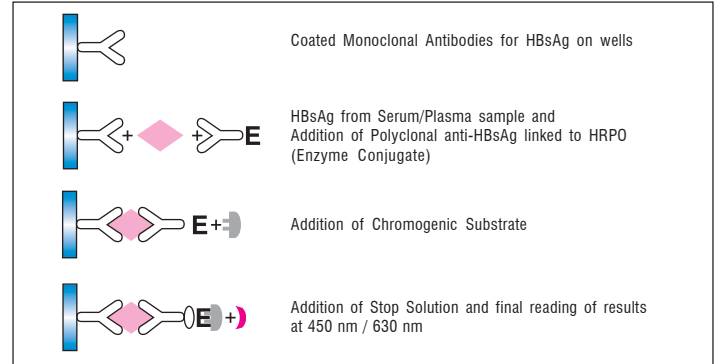 Coated Monoclonal Antibodies for HBsAg on wells
+ + E
HBsAg from Serum/Plasma sample and
Addition of Polyclonal anti-HBsAg linked to HRPO
(Enzyme Conjugate)
E +
Addition of Chromogenic Substrate
E +
Addition of Stop Solution and final reading of results
at 450 nm / 630 nm